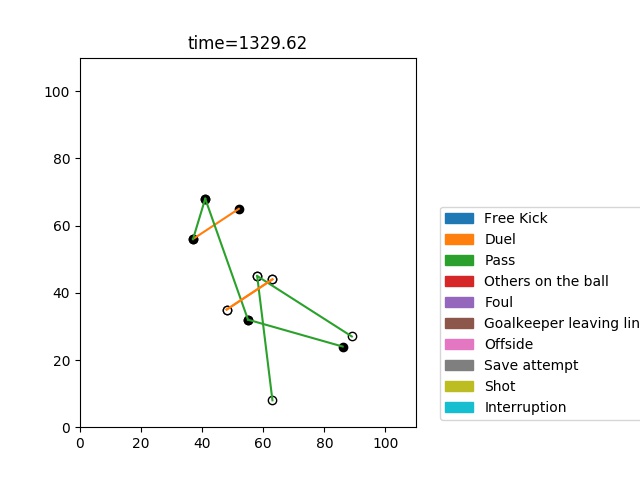 time=1329.62
100
80
60
40
20
0
0 20 40 60 80 100
Free Kick
Duel
Pass
Others on the ball
Foul
Goalkeeper leaving lin
Offside
Save attempt
Shot
Interruption